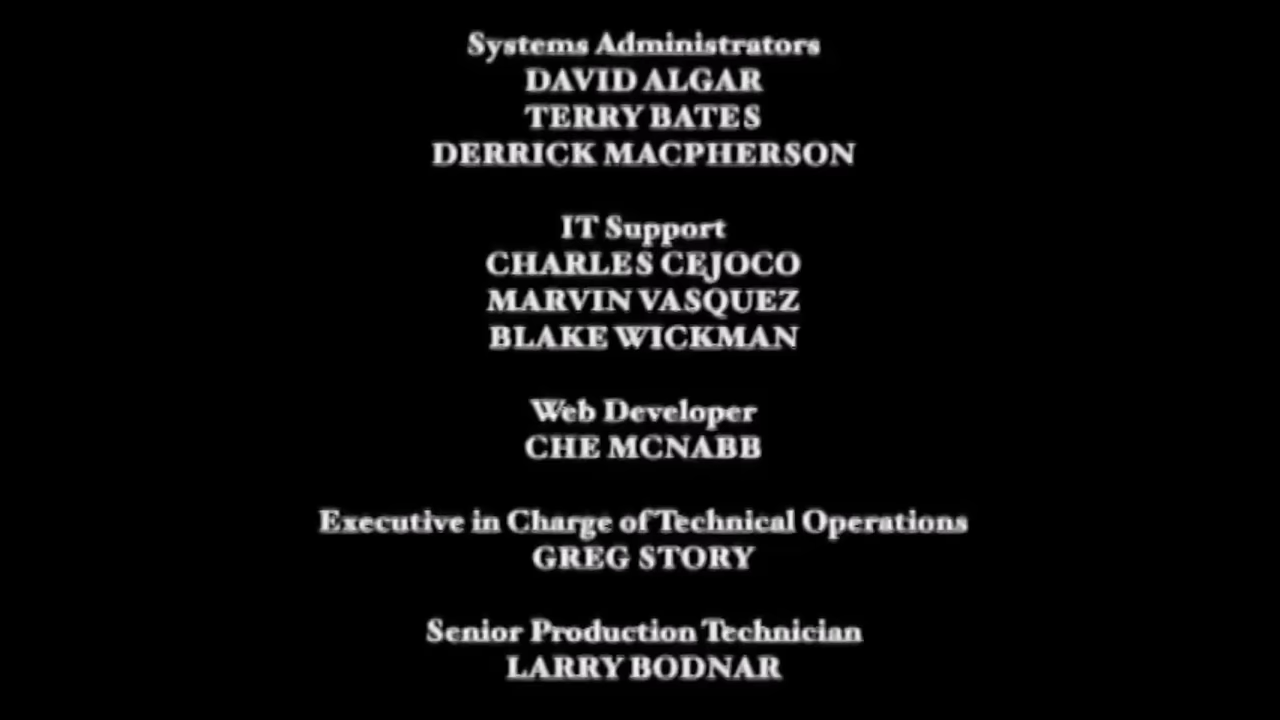 Systems Administrators
DAVID ALGAR
TERRY BATES
DERRICK MACPHERSON
IT Support
CHARLES CEJOCO
MARVIN VASQUEZ
BLAKE WICKMAN
Web Developer
CHE MCNABB
Executive in Charge of Technical Operations
GREG STORY
Senior Production Technician
LARRY BODNAR